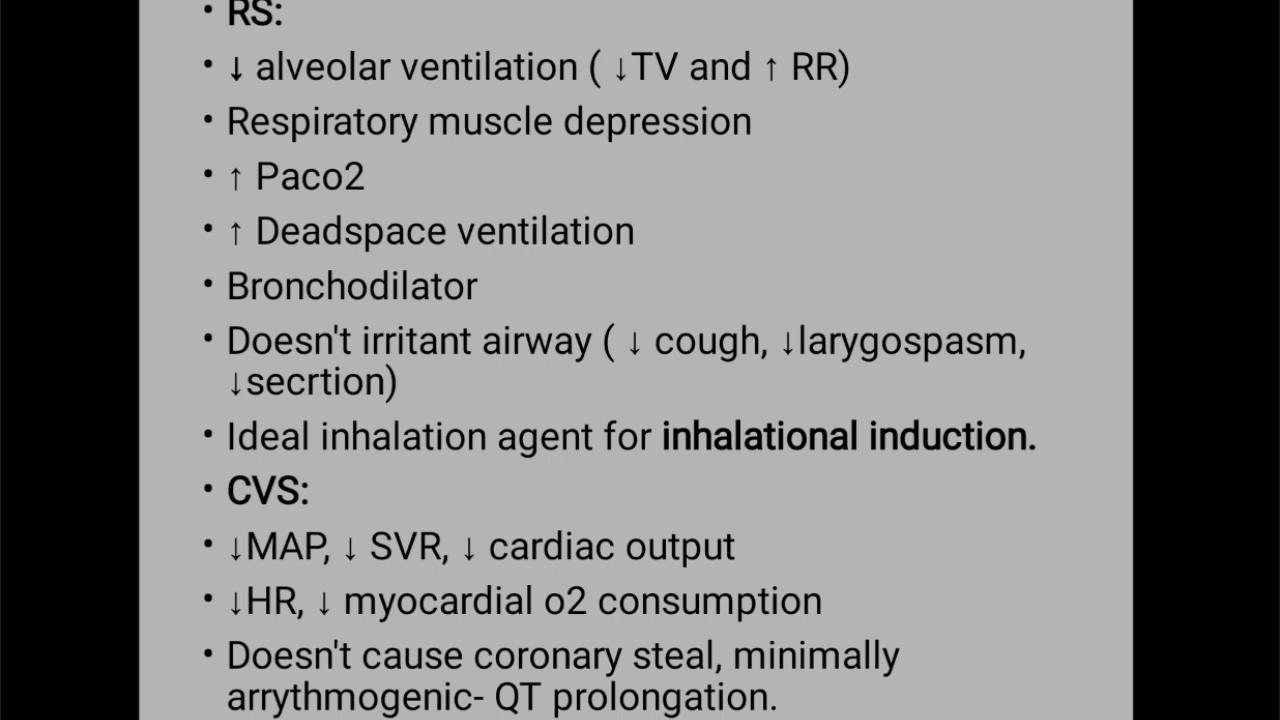 • RS:
• ↓ alveolar ventilation ( ↓TV and ↑ RR)
• Respiratory muscle depression
• ↑ Paco2
• ↑ Deadspace ventilation
• Bronchodilator
• Doesn't irritant airway ( ↓ cough, ↓larygospasm,
↓secrtion)
• Ideal inhalation agent for inhalational induction.
• CVS:
• ↓MAP, ↓ SVR, ↓ cardiac output
• ↓HR, ↓ myocardial o2 consumption
• Doesn't cause coronary steal, minimally
arrythmogenic- QT prolongation.